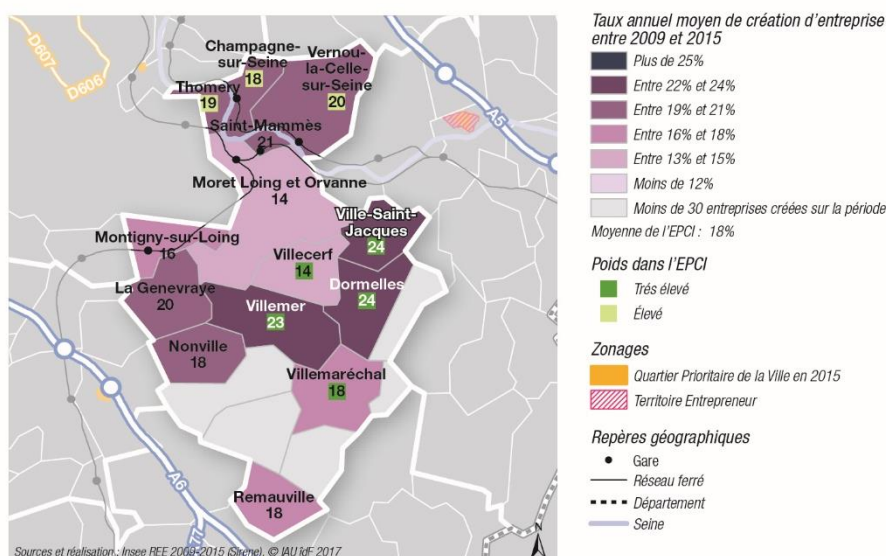 D607
D606
Champagne-
sur-Seine
18
Vernou-
la-Celle-
sur-Seine
20
Thomery
19
A5
Saint-Mammès
21
Moret Loing et Orvanne
14
Ville-Saint-
Jacques
24
Montigny-sur-Loing
16
Villecerf
14
La Genevraye
20
Dormelles
24
Villemer
23
Nonville
18
Villemaréchal
18
A6
Remauville
18
Sources et réalisation : Insee REE 2009-2015 (Sirene), © IAU îdF 2017
Taux annuel moyen de création d'entreprise
entre 2009 et 2015
Plus de 25%
Entre 22% et 24%
Entre 19% et 21%
Entre 16% et 18%
Entre 13% et 15%
Moins de 12%
Moins de 30 entreprises créées sur la période
Moyenne de l'EPCI : 18%
Poids dans l'EPCI
Trés élevé
Élevé
Zonages
Quartier Prioritaire de la Ville en 2015
Territoire Entrepreneur
Repères géographiques
Gare
Réseau ferré
Département
Seine